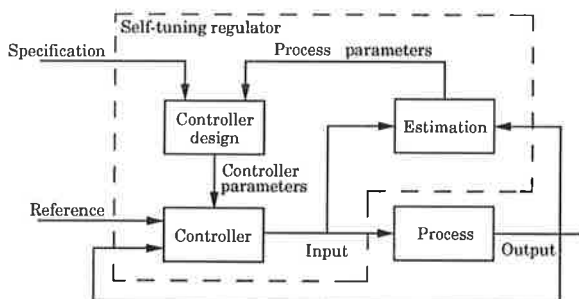 Self-tuning regulator
Specification
Process parameters
Controller
design
Estimation
Controller
parameters
Reference
Controller
Input
Process
Output